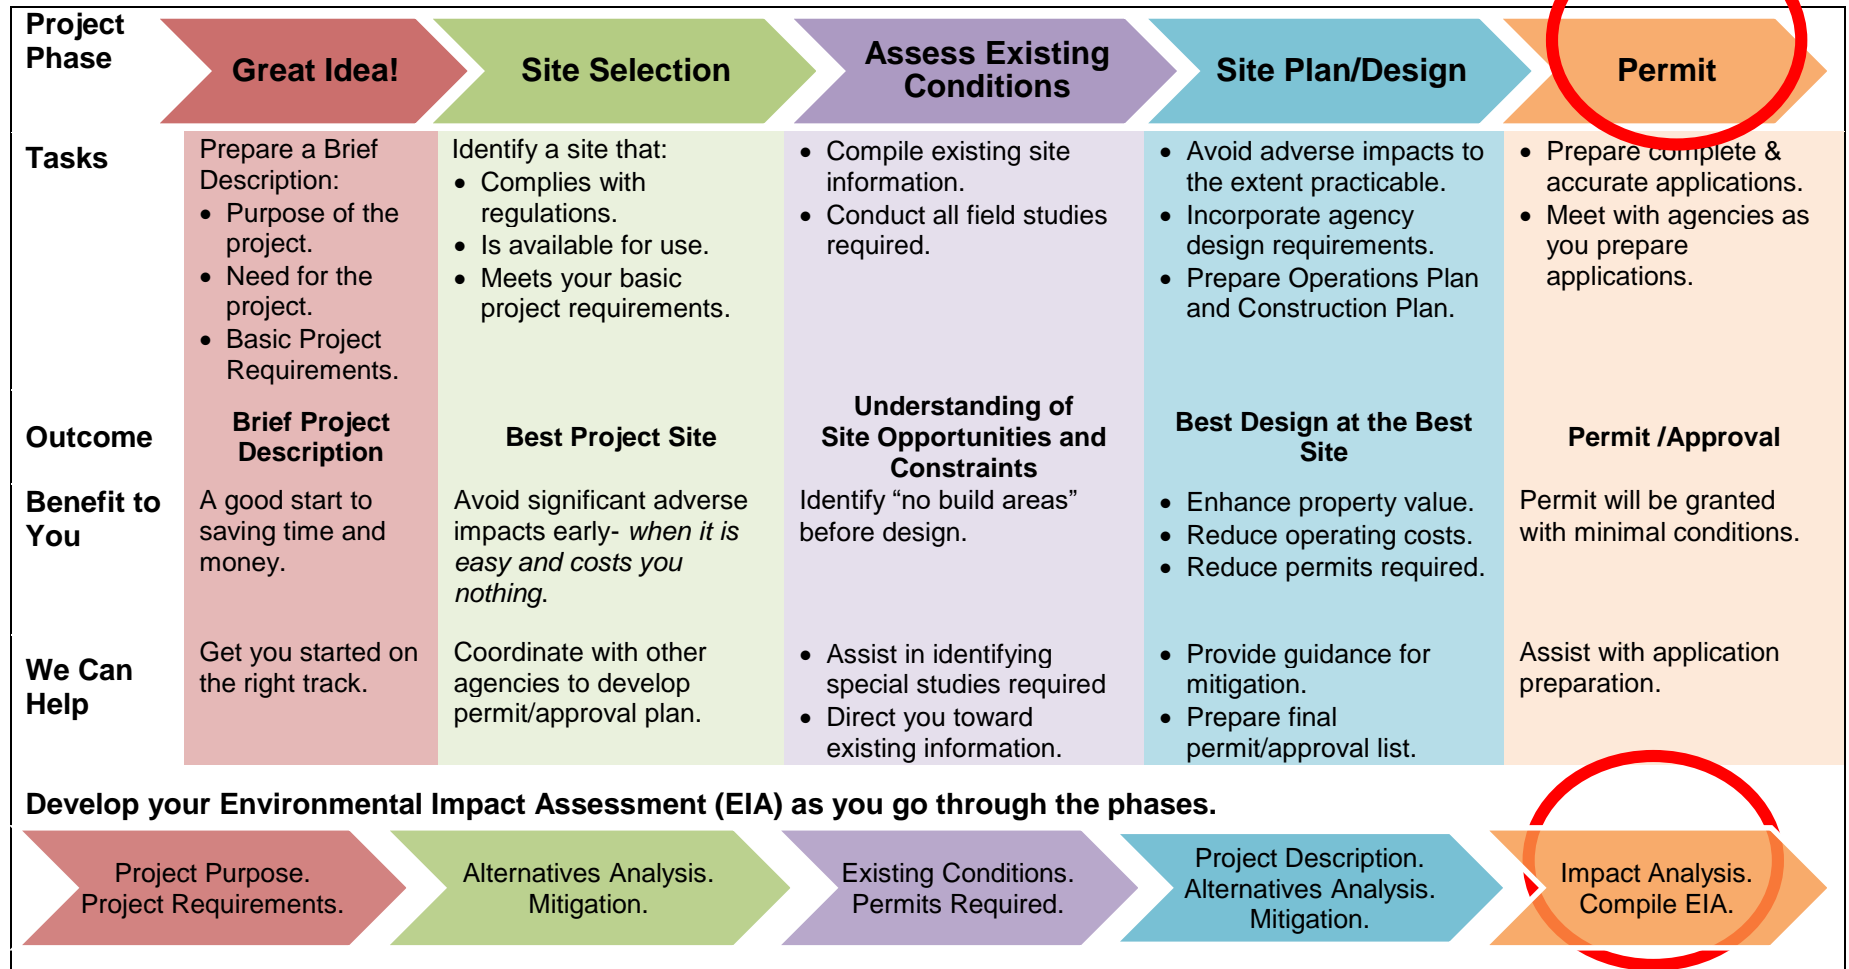 Project
Phase
Great Idea!
Site Selection
Assess Existing
Conditions
Site Plan/Design
Permit
Tasks
Prepare a Brief
Description:
• Purpose of the
project.
• Need for the
project.
• Basic Project
Requirements.
Identify a site that:
• Complies with
regulations.
• Is available for use.
• Meets your basic
project requirements.
• Compile existing site
information.
• Conduct all field studies
required.
• Avoid adverse impacts to
the extent practicable.
• Incorporate agency
design requirements.
• Prepare Operations Plan
and Construction Plan.
• Prepare complete &
accurate applications.
• Meet with agencies as
you prepare
applications.
Outcome
Brief Project
Description
Best Project Site
Understanding of
Site Opportunities and
Constraints
Best Design at the Best
Site
Permit /Approval
Benefit to
You
A good start to
saving time and
money.
Avoid significant adverse
impacts early- when it is
easy and costs you
nothing.
Identify “no build areas”
before design.
• Enhance property value.
• Reduce operating costs.
• Reduce permits required.
Permit will be granted
with minimal conditions.
We Can
Help
Get you started on
the right track.
Coordinate with other
agencies to develop
permit/approval plan.
• Assist in identifying
special studies required
• Direct you toward
existing information.
• Provide guidance for
mitigation.
• Prepare final
permit/approval list.
Assist with application
preparation.
Develop your Environmental Impact Assessment (EIA) as you go through the phases.
Project Purpose.
Project Requirements.
Alternatives Analysis.
Mitigation.
Existing Conditions.
Permits Required.
Project Description.
Alternatives Analysis.
Mitigation.
Impact Analysis.
Compile EIA.